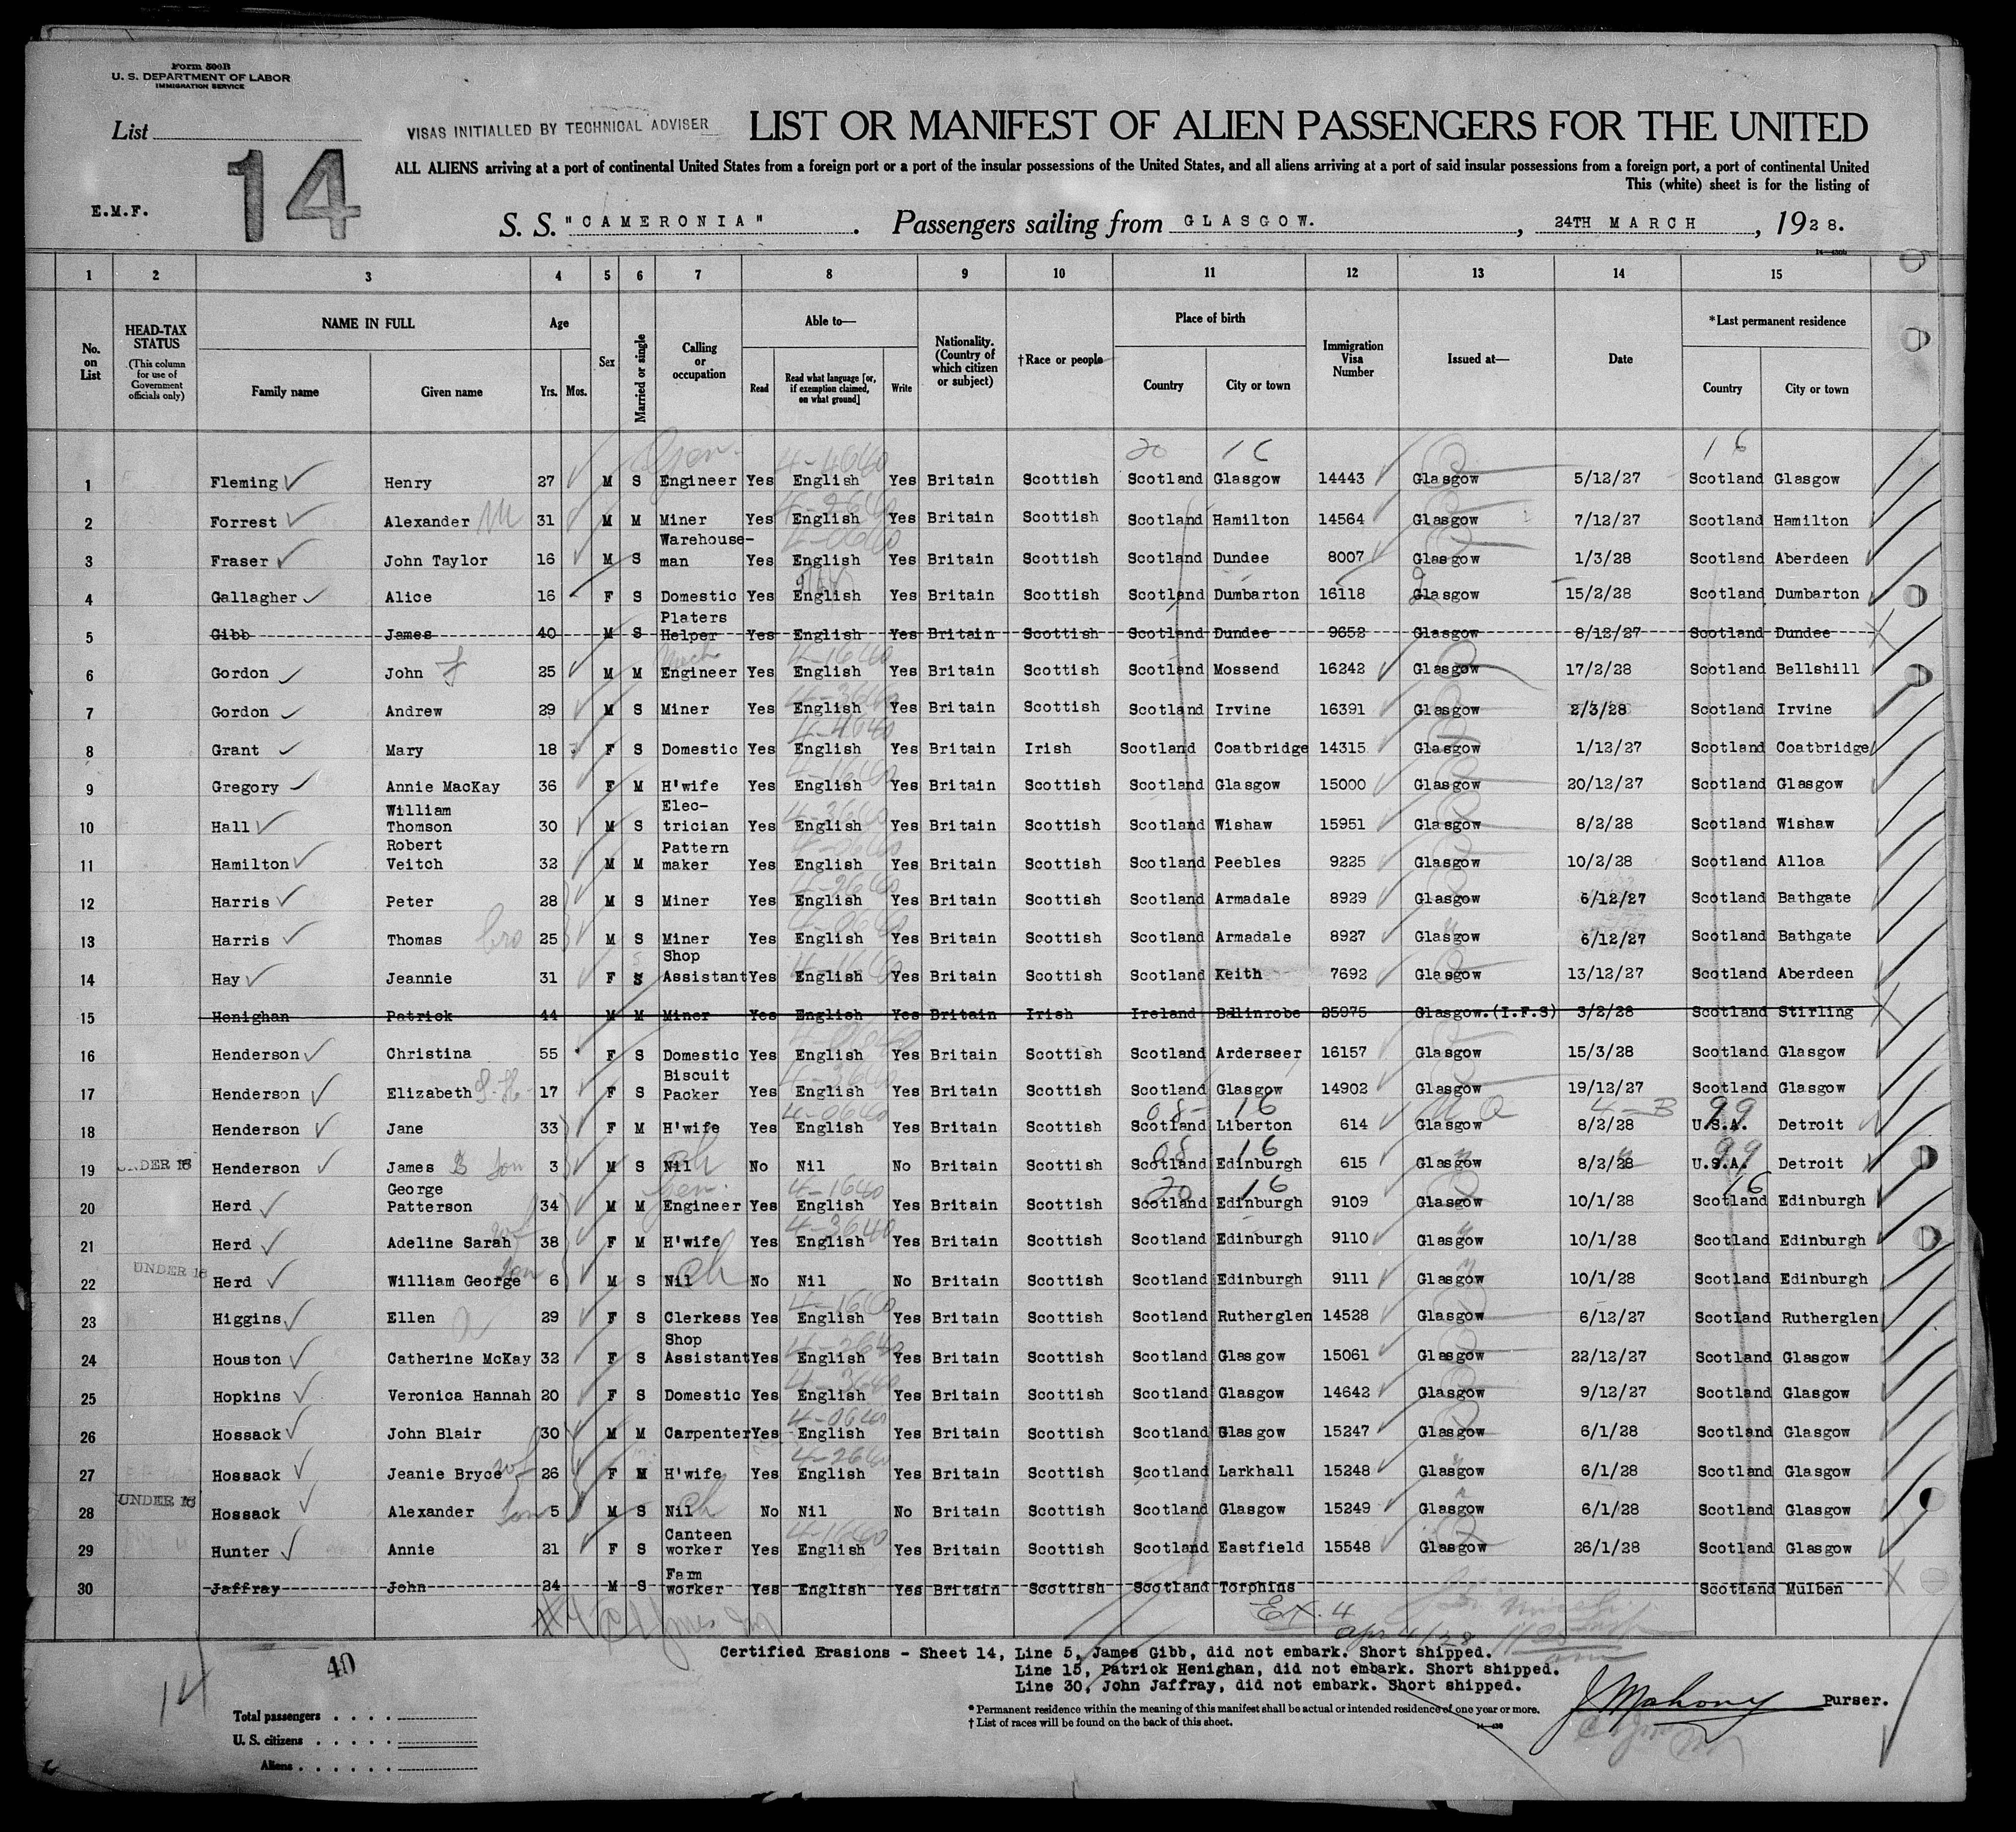 Form 500B
U. S. DEPARTMENT OF LABOR
IMMIGRATION SERVICE
List
VISAS INITIALLED BY TECHNICAL ADVISER
LIST OR MANIFEST OF ALIEN PASSENGERS FOR THE UNITED
14
ALL ALIENS arriving at a port of continental United States from a foreign port or a port of the insular possessions of the United States, and all aliens arriving at a port of said insular possessions from a foreign port, a port of continental United
This (white) sheet is for the listing of
E.M.F.
S. S. "CAMERONIA". Passengers sailing from GLASGOW., 24TH MARCH, 1928.
1 2 3 4 5 6 7 8 9 10 11 12 13 14 15
No. on List
HEAD-TAX STATUS (This column for use of Government officials only)
NAME IN FULL Family name Given name
Age Yrs. Mos.
Sex
Married or single
Calling or occupation
Able to— Read Read what language [or, if exemption claimed, on what ground] Write
Nationality. (Country of which citizen or subject)
†Race or people
Place of birth Country City or town
Immigration Visa Number
Issued at—
Date
*Last permanent residence Country City or town
20 16 16
1 Fleming Henry 27 M S Engineer Yes English Yes Britain Scottish Scotland Glasgow 14443 Glasgow 5/12/27 Scotland Glasgow
2 Forrest Alexander 31 M M Miner Yes English Yes Britain Scottish Scotland Hamilton 14564 Glasgow 7/12/27 Scotland Hamilton
3 Fraser John Taylor 16 M S Warehouse-man Yes English Yes Britain Scottish Scotland Dundee 8007 Glasgow 1/3/28 Scotland Aberdeen
4 Gallagher Alice 16 F S Domestic Yes English Yes Britain Scottish Scotland Dumbarton 16118 Glasgow 15/2/28 Scotland Dumbarton
5 Gibb James 40 M S Platers Helper Yes English Yes Britain Scottish Scotland Dundee 9652 Glasgow 8/12/27 Scotland Dundee
6 Gordon John 25 M M Engineer Yes English Yes Britain Scottish Scotland Mossend 16242 Glasgow 17/2/28 Scotland Bellshill
7 Gordon Andrew 29 M S Miner Yes English Yes Britain Scottish Scotland Irvine 16391 Glasgow 2/3/28 Scotland Irvine
8 Grant Mary 18 F S Domestic Yes English Yes Britain Irish Scotland Coatbridge 14315 Glasgow 1/12/27 Scotland Coatbridge
9 Gregory Annie MacKay 36 F M H'wife Yes English Yes Britain Scottish Scotland Glasgow 15000 Glasgow 20/12/27 Scotland Glasgow
10 Hall William Thomson 30 M S Elec-trician Yes English Yes Britain Scottish Scotland Wishaw 15951 Glasgow 8/2/28 Scotland Wishaw
11 Hamilton Robert Veitch 32 M M Pattern maker Yes English Yes Britain Scottish Scotland Peebles 9225 Glasgow 10/2/28 Scotland Alloa
12 Harris Peter 28 M S Miner Yes English Yes Britain Scottish Scotland Armadale 8929 Glasgow 6/12/27 Scotland Bathgate
13 Harris Thomas bro 25 M S Miner Yes English Yes Britain Scottish Scotland Armadale 8927 Glasgow 6/12/27 Scotland Bathgate
14 Hay Jeannie 31 F S Shop Assistant Yes English Yes Britain Scottish Scotland Keith 7692 Glasgow 13/12/27 Scotland Aberdeen
15 Henighan Patrick 44 M M Miner Yes English Yes Britain Irish Ireland Balinrobe 25975 Glasgow.(I.F.S) 3/2/28 Scotland Stirling
16 Henderson Christina 55 F S Domestic Yes English Yes Britain Scottish Scotland Arderseer 16157 Glasgow 15/3/28 Scotland Glasgow
17 Henderson Elizabeth 17 F S Biscuit Packer Yes English Yes Britain Scottish Scotland Glasgow 14902 Glasgow 19/12/27 Scotland Glasgow
18 Henderson Jane 33 F M H'wife Yes English Yes Britain Scottish Scotland Liberton 614 Glasgow 8/2/28 U.S.A. Detroit
19 UNDER 16 Henderson James son 3 M S Nil No Nil No Britain Scottish Scotland Edinburgh 615 Glasgow 8/2/28 U.S.A. Detroit
20 Herd George Patterson 34 M M Engineer Yes English Yes Britain Scottish Scotland Edinburgh 9109 Glasgow 10/1/28 Scotland Edinburgh
21 Herd Adeline Sarah 38 F M H'wife Yes English Yes Britain Scottish Scotland Edinburgh 9110 Glasgow 10/1/28 Scotland Edinburgh
22 UNDER 16 Herd William George son 6 M S Nil No Nil No Britain Scottish Scotland Edinburgh 9111 Glasgow 10/1/28 Scotland Edinburgh
23 Higgins Ellen 29 F S Clerkess Yes English Yes Britain Scottish Scotland Rutherglen 14528 Glasgow 6/12/27 Scotland Rutherglen
24 Houston Catherine McKay 32 F S Shop Assistant Yes English Yes Britain Scottish Scotland Glasgow 15061 Glasgow 22/12/27 Scotland Glasgow
25 Hopkins Veronica Hannah 20 F S Domestic Yes English Yes Britain Scottish Scotland Glasgow 14642 Glasgow 9/12/27 Scotland Glasgow
26 Hossack John Blair 30 M M Carpenter Yes English Yes Britain Scottish Scotland Glasgow 15247 Glasgow 6/1/28 Scotland Glasgow
27 Hossack Jeanie Bryce 26 F M H'wife Yes English Yes Britain Scottish Scotland Larkhall 15248 Glasgow 6/1/28 Scotland Glasgow
28 UNDER 16 Hossack Alexander son 5 M S Nil No Nil No Britain Scottish Scotland Glasgow 15249 Glasgow 6/1/28 Scotland Glasgow
29 Hunter Annie 21 F S Canteen worker Yes English Yes Britain Scottish Scotland Eastfield 15548 Glasgow 26/1/28 Scotland Glasgow
30 Jaffray John 24 M S Farm worker Yes English Yes Britain Scottish Scotland Torphins Scotland Mulben
Certified Erasions - Sheet 14, Line 5, James Gibb, did not embark. Short shipped.
Line 15, Patrick Henighan, did not embark. Short shipped.
Line 30, John Jaffray, did not embark. Short shipped.
14
40
J Mahony Purser.
* Permanent residence within the meaning of this manifest shall be actual or intended residence of one year or more.
† List of races will be found on the back of this sheet.
Total passengers
U. S. citizens
Aliens